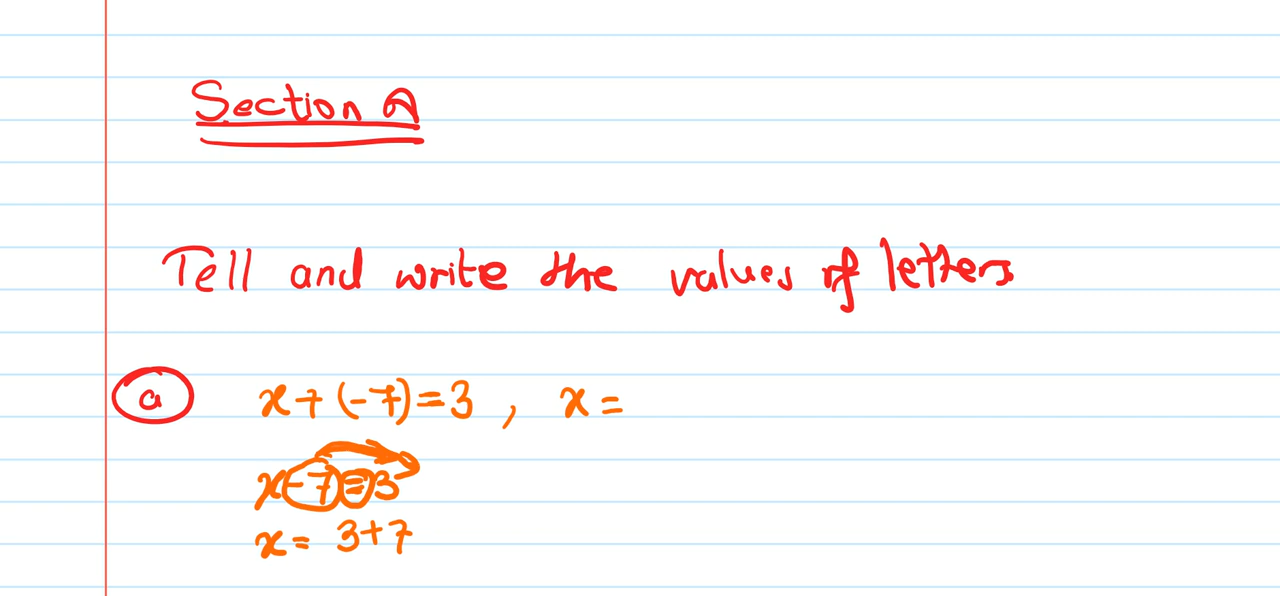 Section A
Tell and write the values of letters
a x + (-7) = 3 , x =
x - 7 = 3
x = 3 + 7